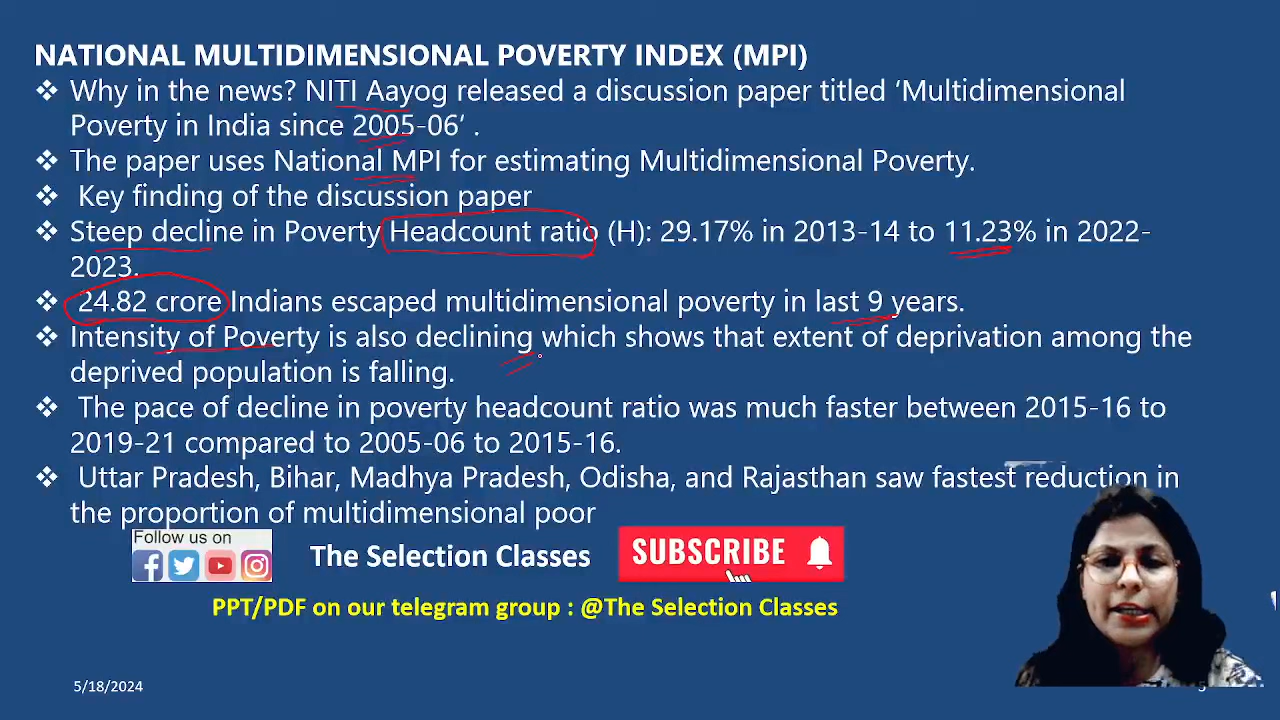 NATIONAL MULTIDIMENSIONAL POVERTY INDEX (MPI)
❖ Why in the news? NITI Aayog released a discussion paper titled ‘Multidimensional
Poverty in India since 2005-06’ .
❖ The paper uses National MPI for estimating Multidimensional Poverty.
❖ Key finding of the discussion paper
❖ Steep decline in Poverty Headcount ratio (H): 29.17% in 2013-14 to 11.23% in 2022-
2023.
❖ 24.82 crore Indians escaped multidimensional poverty in last 9 years.
❖ Intensity of Poverty is also declining which shows that extent of deprivation among the
deprived population is falling.
❖ The pace of decline in poverty headcount ratio was much faster between 2015-16 to
2019-21 compared to 2005-06 to 2015-16.
❖ Uttar Pradesh, Bihar, Madhya Pradesh, Odisha, and Rajasthan saw fastest reduction in
the proportion of multidimensional poor
Follow us on
The Selection Classes
SUBSCRIBE
PPT/PDF on our telegram group : @The Selection Classes
5/18/2024
5